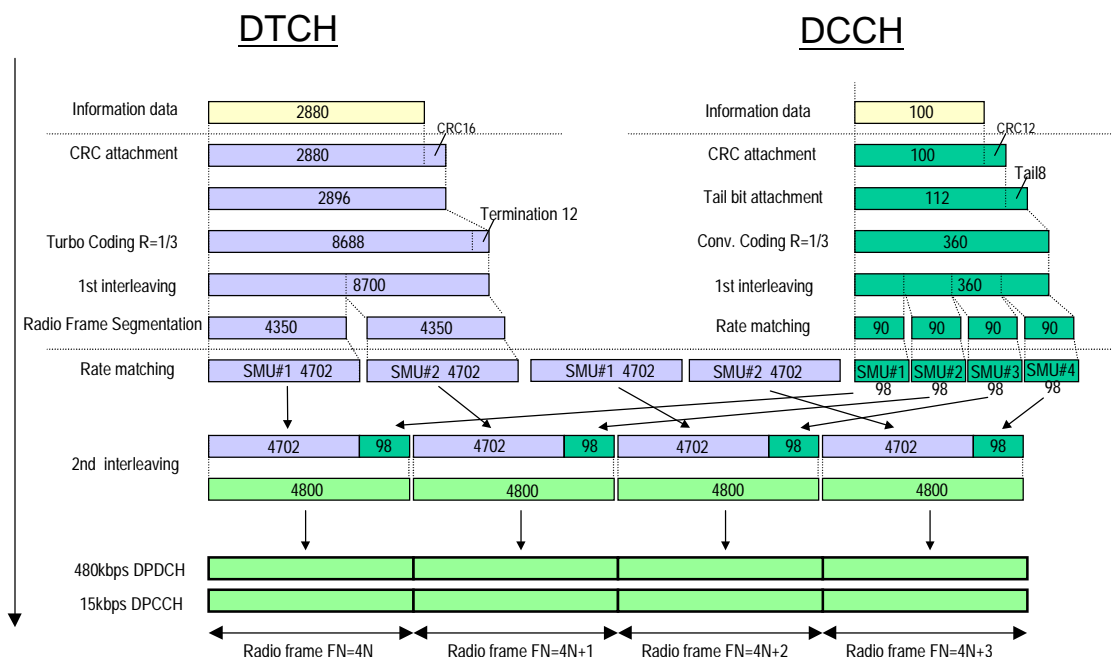 DTCH DCCH
Information data 2880 Information data 100
CRC16 CRC12
CRC attachment 2880 CRC attachment 100
Tail8
2896 Tail bit attachment 112
Termination 12
Turbo Coding R=1/3 8688 Conv. Coding R=1/3 360
1st interleaving 8700 1st interleaving 360
Radio Frame Segmentation 4350 4350 Rate matching 90 90 90 90
Rate matching SMU#1 4702 SMU#2 4702 SMU#1 4702 SMU#2 4702 SMU#1 SMU#2 SMU#3 SMU#4
98 98 98 98
4702 98 4702 98 4702 98 4702 98
2nd interleaving
4800 4800 4800 4800
480kbps DPDCH
15kbps DPCCH
Radio frame FN=4N Radio frame FN=4N+1 Radio frame FN=4N+2 Radio frame FN=4N+3